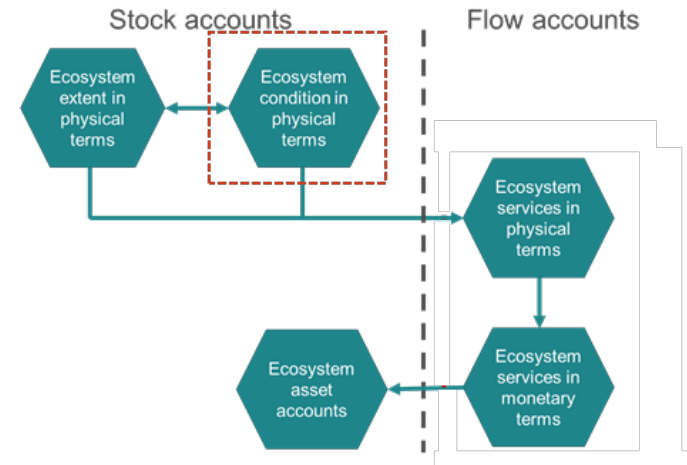 Stock accounts
Flow accounts
Ecosystem
extent in
physical
terms
Ecosystem
condition in
physical
terms
Ecosystem
services in
physical
terms
Ecosystem
asset
accounts
Ecosystem
services in
monetary
terms